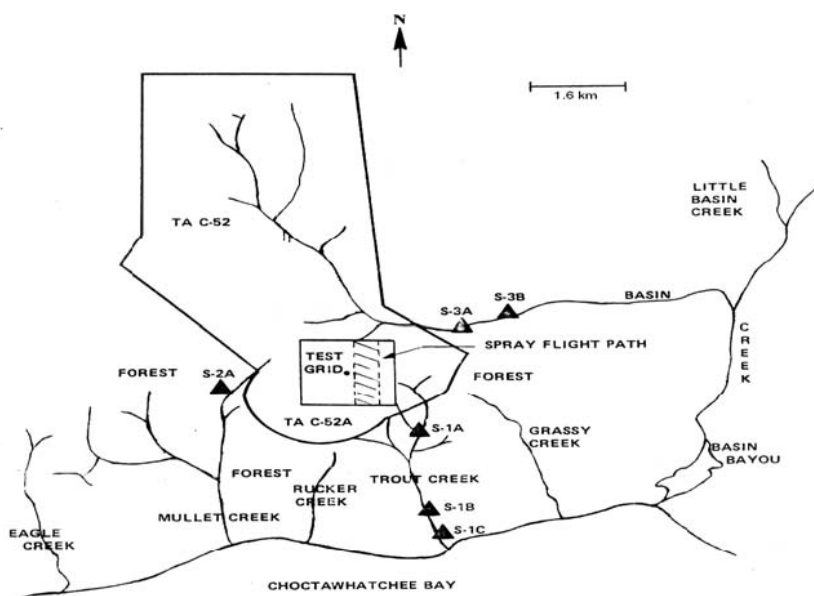 N
1.6 km
LITTLE
BASIN
CREEK
TA C-52
S-3B
BASIN
S-3A
CREEK
SPRAY FLIGHT PATH
TEST
GRID
FOREST
S-2A
FOREST
TA C-52A
S-1A
GRASSY
CREEK
BASIN
BAYOU
FOREST
TROUT CREEK
RUCKER
CREEK
S-1B
MULLET CREEK
S-1C
EAGLE
CREEK
CHOCTAWHATCHEE BAY